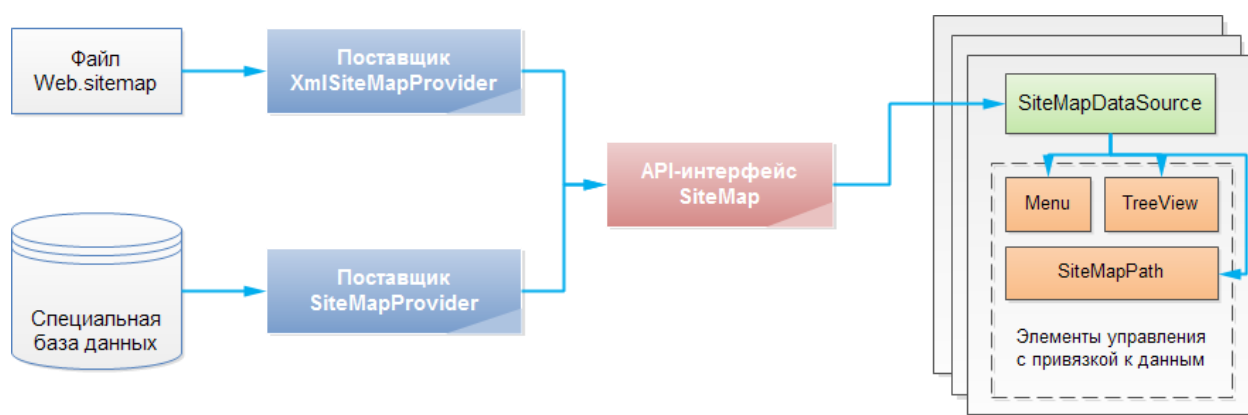 Файл
Web.sitemap
Поставщик
XmlSiteMapProvider
Специальная
база данных
Поставщик
SiteMapProvider
API-интерфейс
SiteMap
SiteMapDataSource
Menu
TreeView
SiteMapPath
Элементы управления
с привязкой к данным